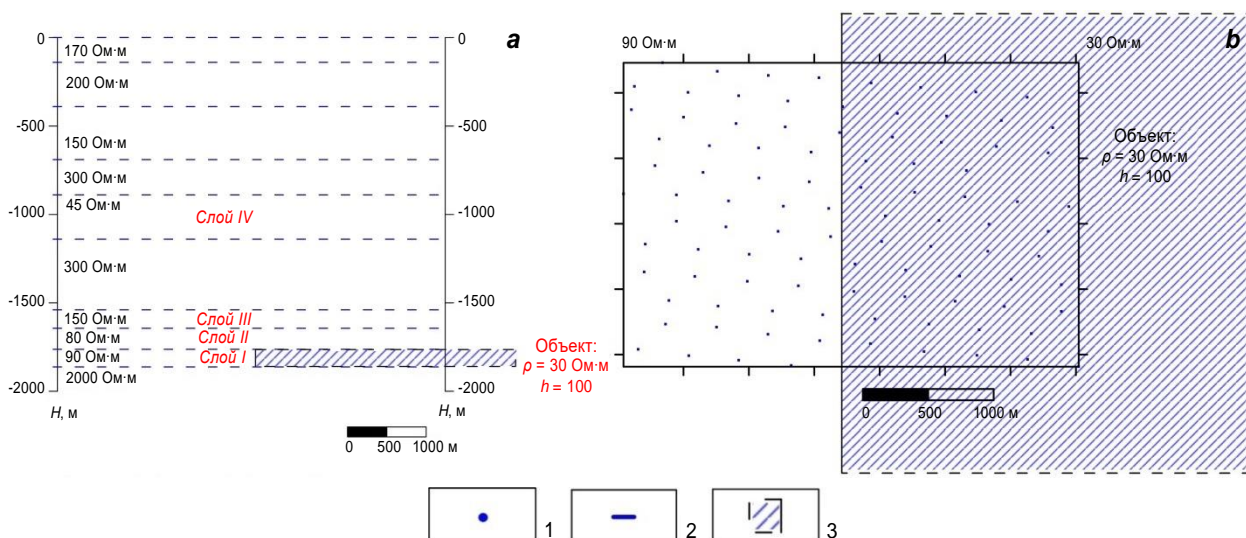 a
b
0
-500
-1000
-1500
-2000
H, м
170 Ом·м
200 Ом·м
150 Ом·м
300 Ом·м
45 Ом·м
Слой IV
300 Ом·м
150 Ом·м
Слой III
80 Ом·м
Слой II
90 Ом·м
Слой I
2000 Ом·м
0
-500
-1000
-1500
-2000
H, м
Объект:
ρ = 30 Ом·м
h = 100
0 500 1000 м
90 Ом·м
30 Ом·м
Объект:
ρ = 30 Ом·м
h = 100
0 500 1000 м
1
2
3